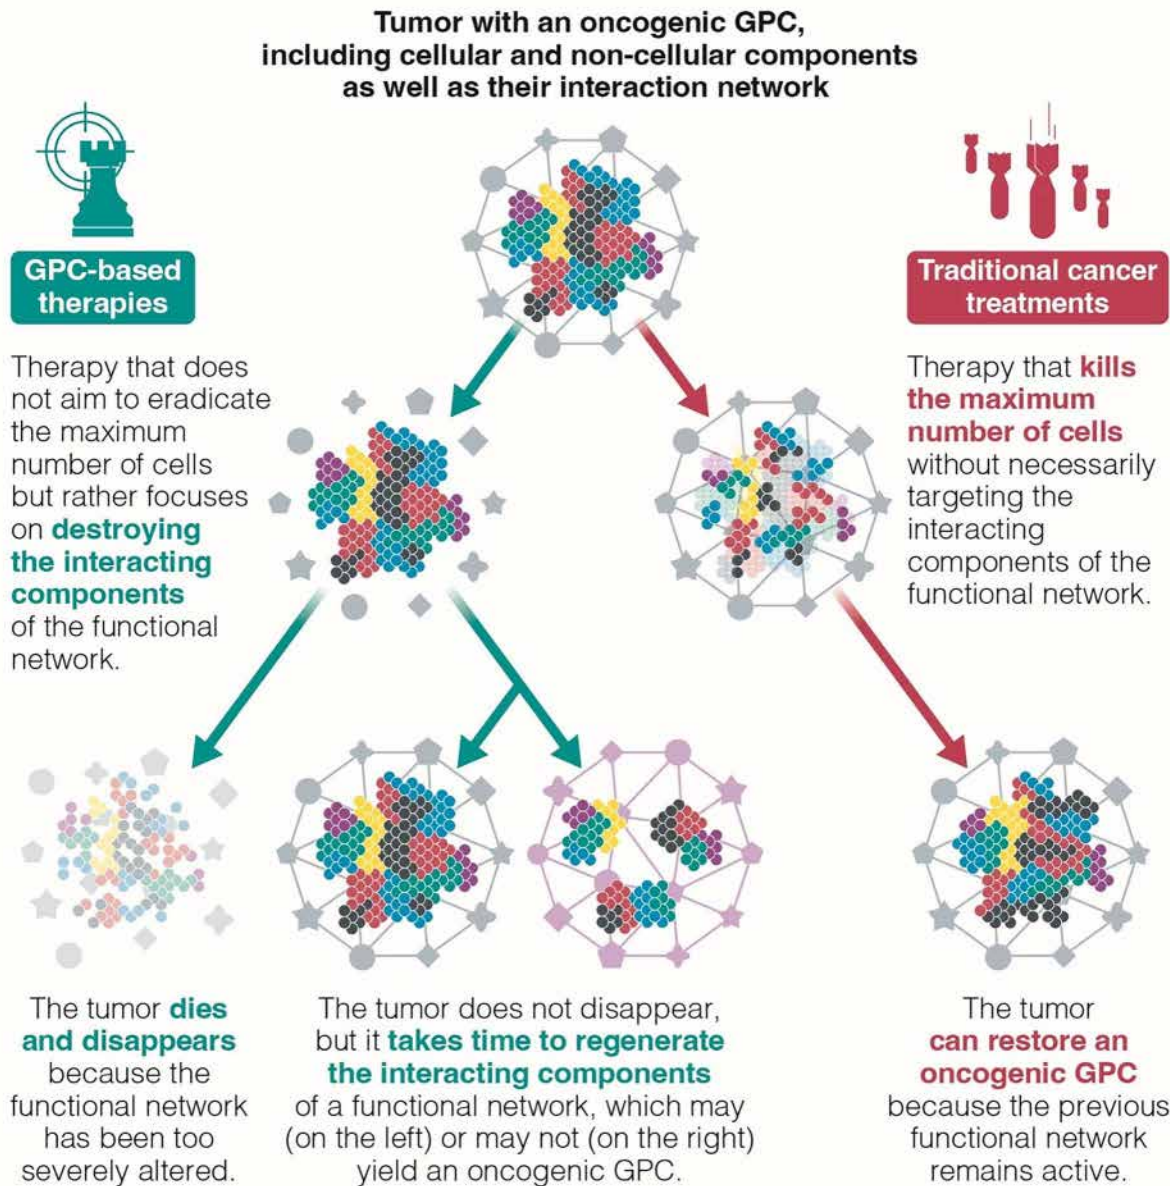 Tumor with an oncogenic GPC,
including cellular and non-cellular components
as well as their interaction network
GPC-based
therapies
Therapy that does
not aim to eradicate
the maximum
number of cells
but rather focuses
on destroying
the interacting
components
of the functional
network.
Traditional cancer
treatments
Therapy that kills
the maximum
number of cells
without necessarily
targeting the
interacting
components of the
functional network.
The tumor dies
and disappears
because the
functional network
has been too
severely altered.
The tumor does not disappear,
but it takes time to regenerate
the interacting components
of a functional network, which may
(on the left) or may not (on the right)
yield an oncogenic GPC.
The tumor
can restore an
oncogenic GPC
because the previous
functional network
remains active.